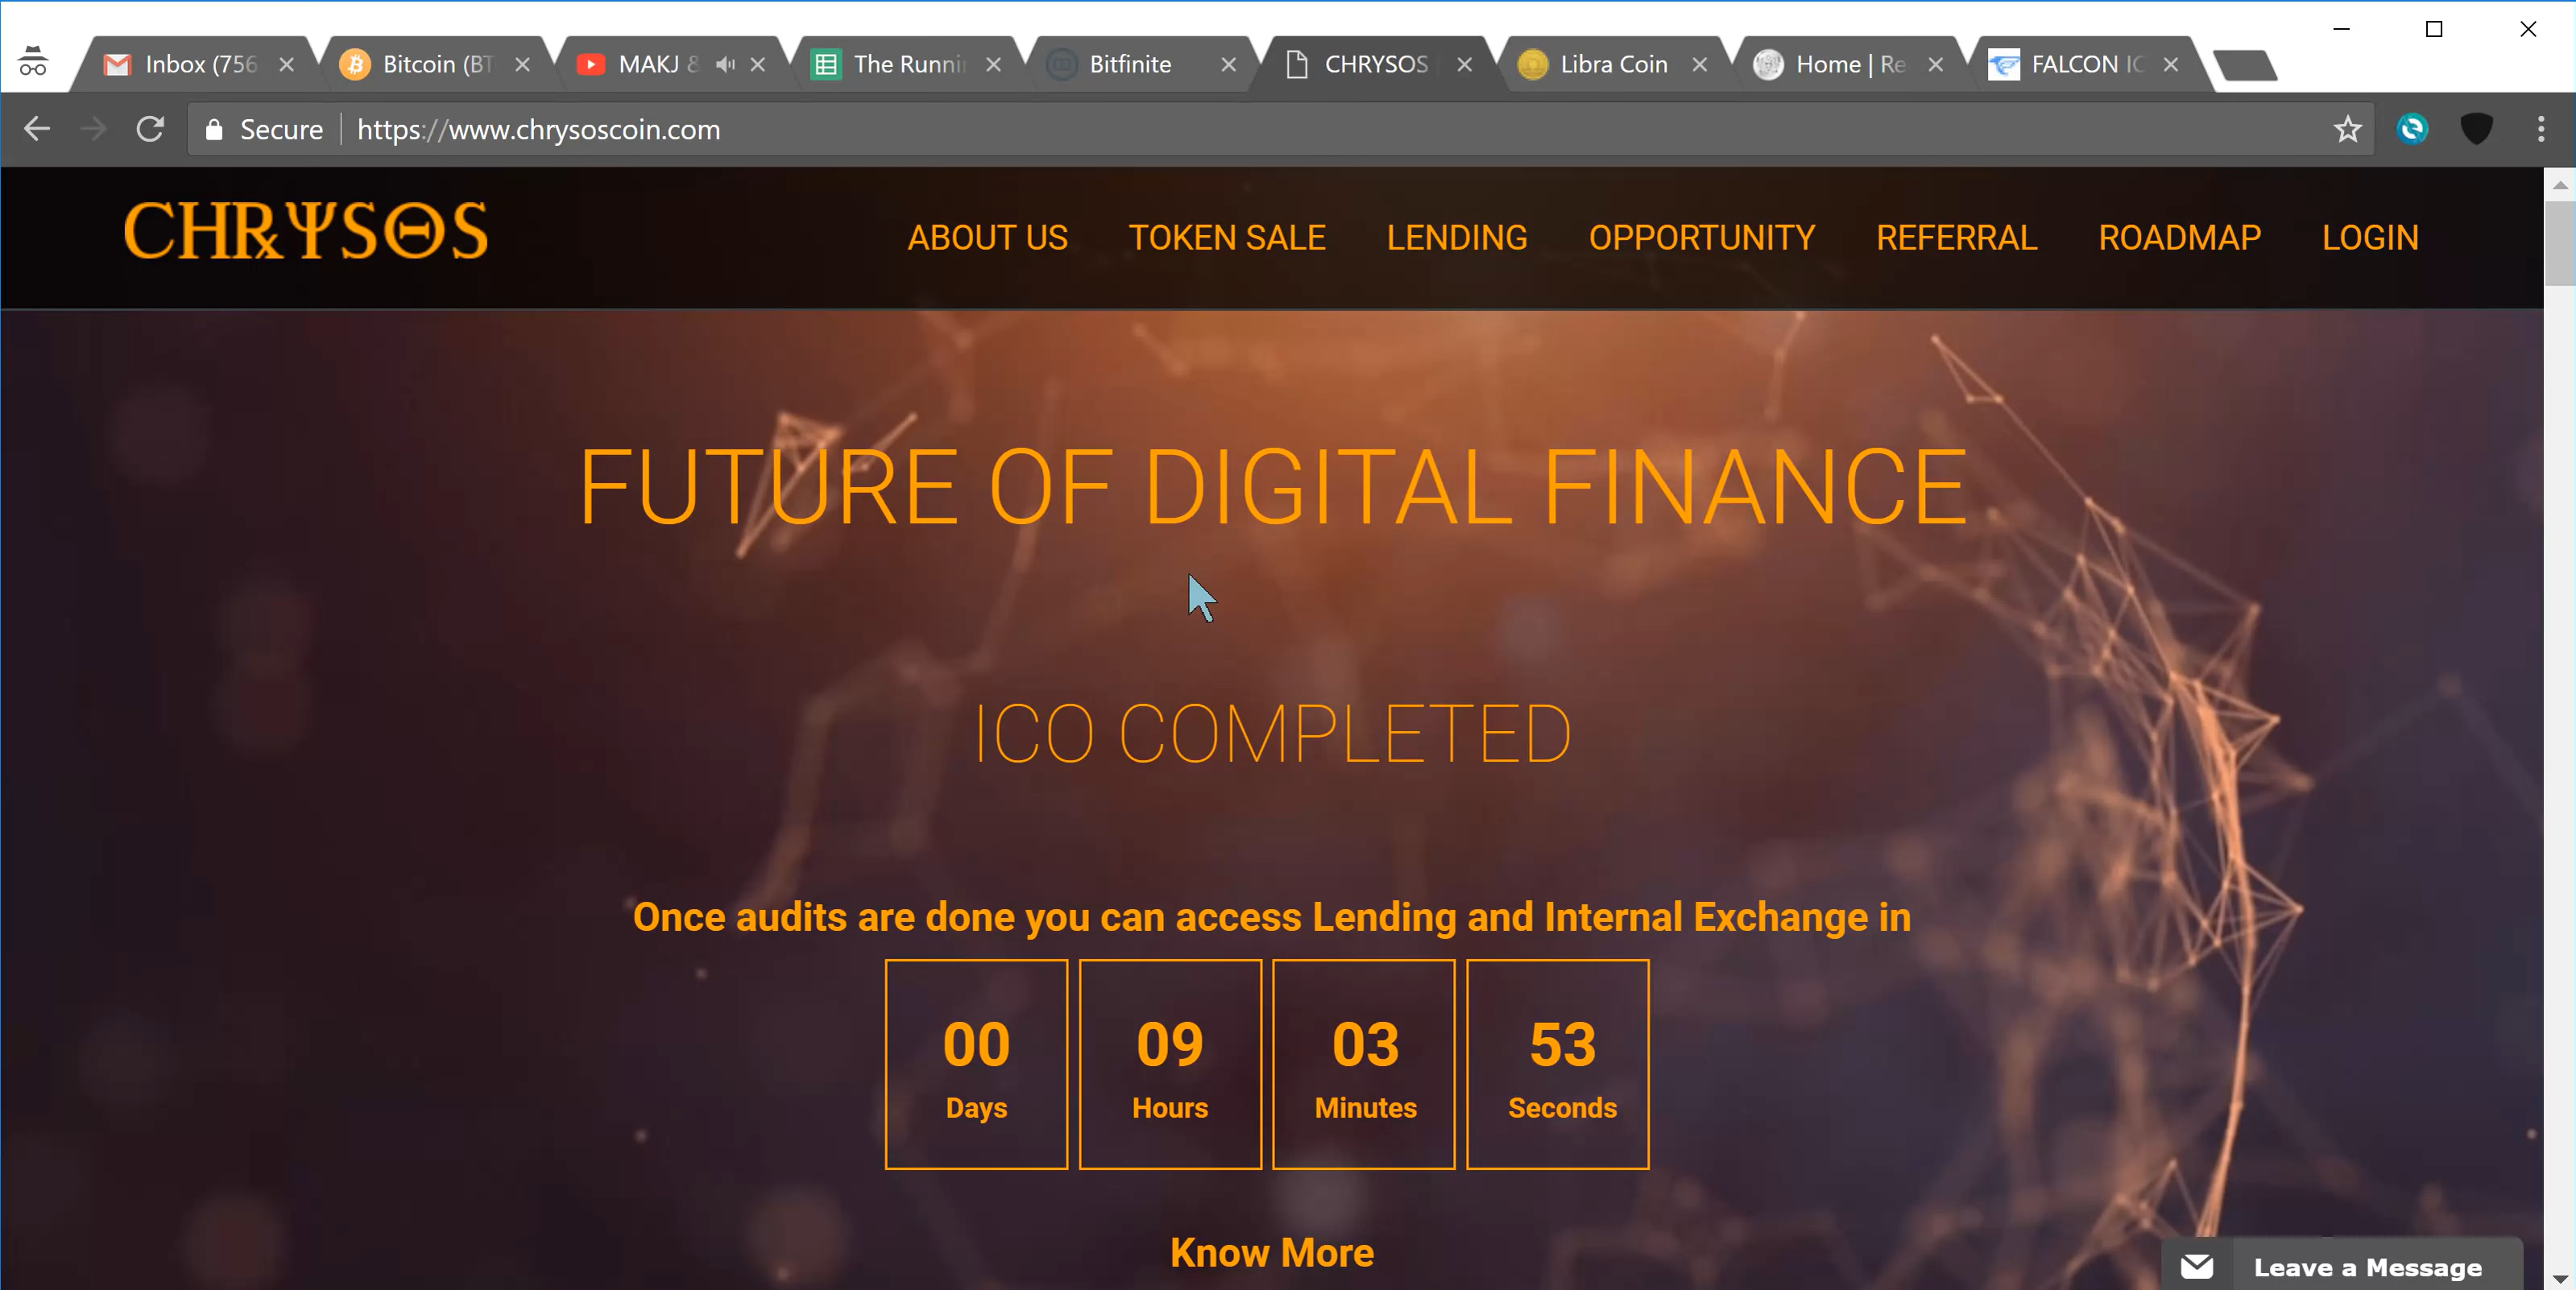 Inbox (756
Bitcoin (BT
MAKJ &
The Runni
Bitfinite
CHRYSOS
Libra Coin
Home | Re
FALCON IC
Secure
https://www.chrysoscoin.com
CHRΨSΘS
ABOUT US
TOKEN SALE
LENDING
OPPORTUNITY
REFERRAL
ROADMAP
LOGIN
FUTURE OF DIGITAL FINANCE
ICO COMPLETED
Once audits are done you can access Lending and Internal Exchange in
00 09 03 53
Days Hours Minutes Seconds
Know More
Leave a Message